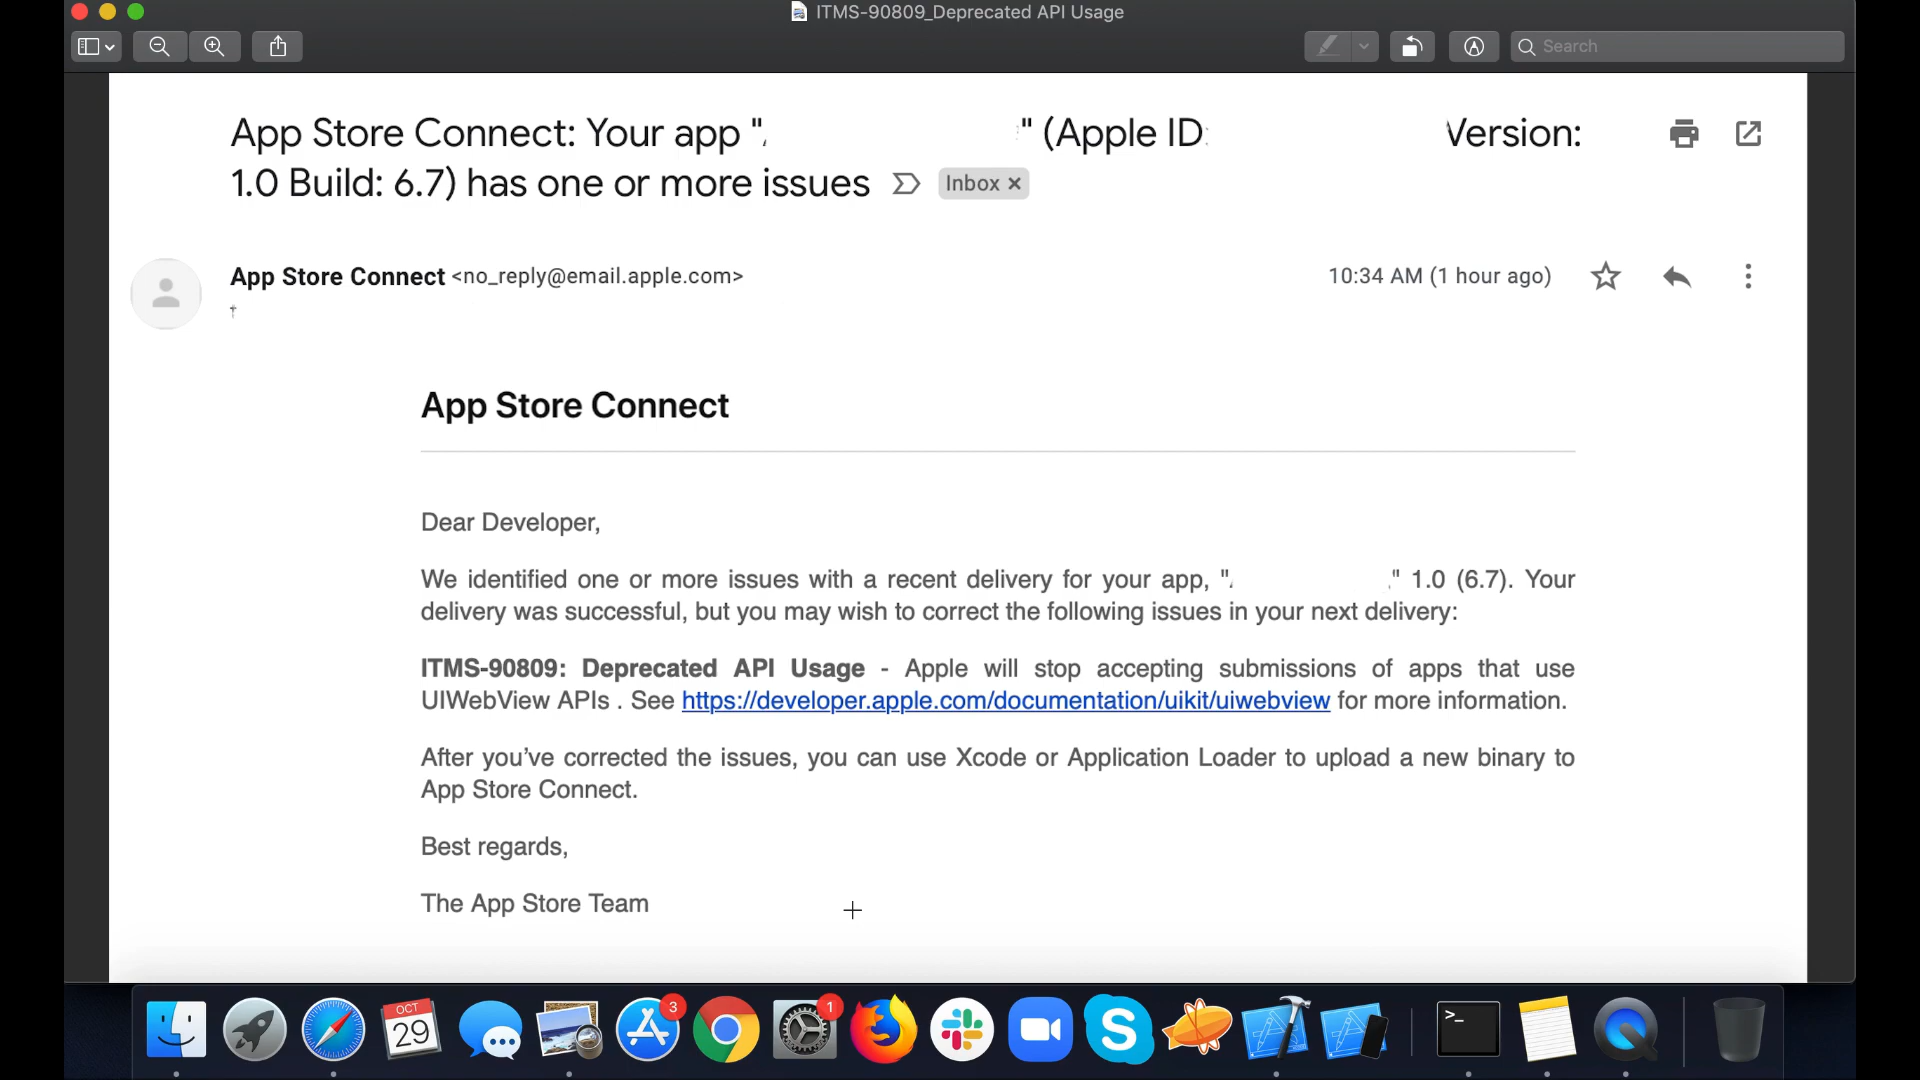 ITMS-90809_Deprecated API Usage
Search
App Store Connect: Your app " " (Apple ID: Version:
1.0 Build: 6.7) has one or more issues Inbox ×
App Store Connect <no_reply@email.apple.com> 10:34 AM (1 hour ago)
App Store Connect
Dear Developer,
We identified one or more issues with a recent delivery for your app, " " 1.0 (6.7). Your
delivery was successful, but you may wish to correct the following issues in your next delivery:
ITMS-90809: Deprecated API Usage - Apple will stop accepting submissions of apps that use
UIWebView APIs . See https://developer.apple.com/documentation/uikit/uiwebview for more information.
After you've corrected the issues, you can use Xcode or Application Loader to upload a new binary to
App Store Connect.
Best regards,
The App Store Team
OCT
29
3
1
S
>_